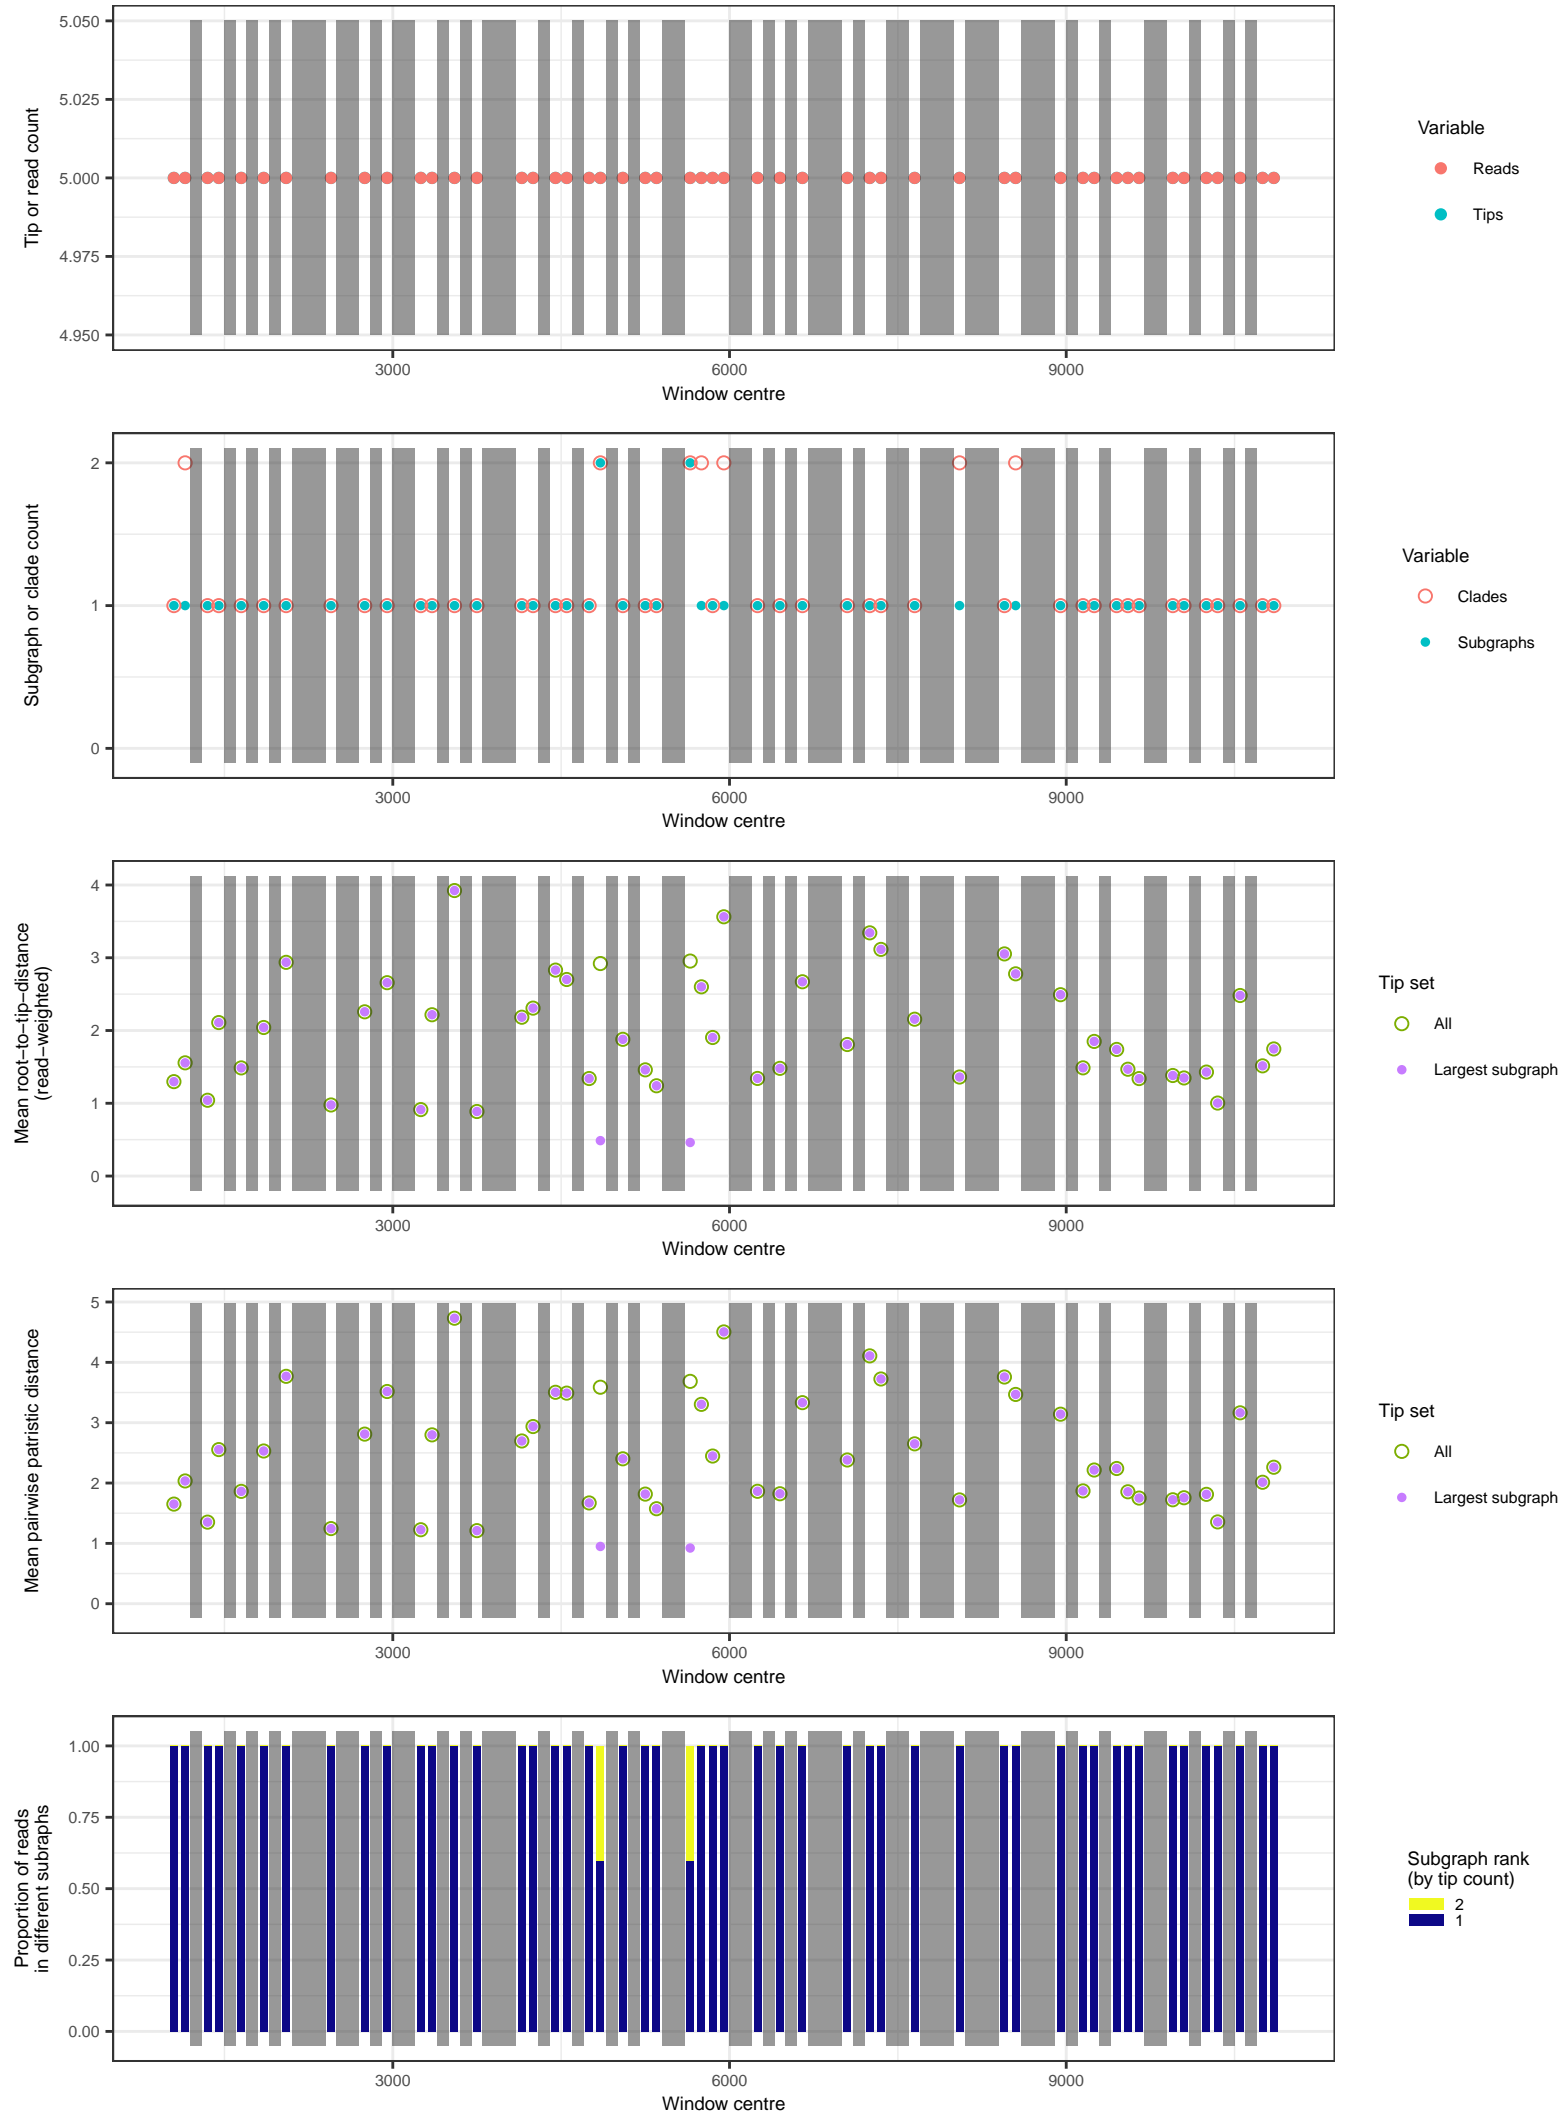 5.050
5.025
5.000
4.975
4.950
Tip or read count
3000
6000
9000
Window centre
Variable
Reads
Tips
2
1
0
Subgraph or clade count
3000
6000
9000
Window centre
Variable
Clades
Subgraphs
4
3
2
1
0
Mean root−to−tip−distance
(read−weighted)
3000
6000
9000
Window centre
Tip set
All
Largest subgraph
5
4
3
2
1
0
Mean pairwise patristic distance
3000
6000
9000
Window centre
Tip set
All
Largest subgraph
1.00
0.75
0.50
0.25
0.00
Proportion of reads
in different subraphs
3000
6000
9000
Window centre
Subgraph rank
(by tip count)
2
1